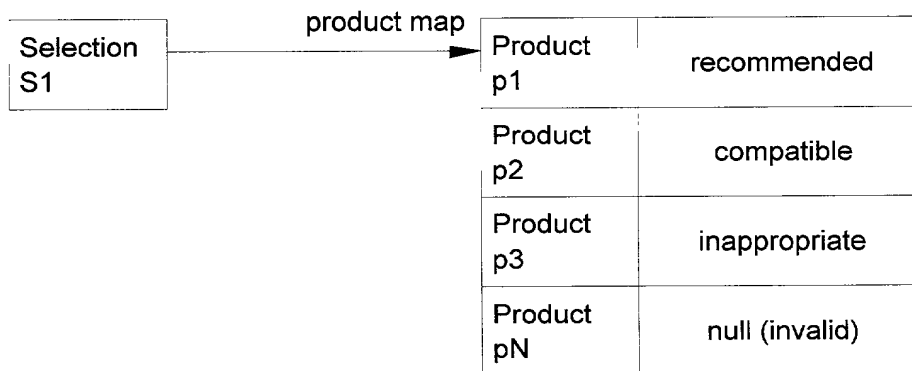 product map
Selection
S1
Product
p1
recommended
Product
p2
compatible
Product
p3
inappropriate
Product
pN
null (invalid)